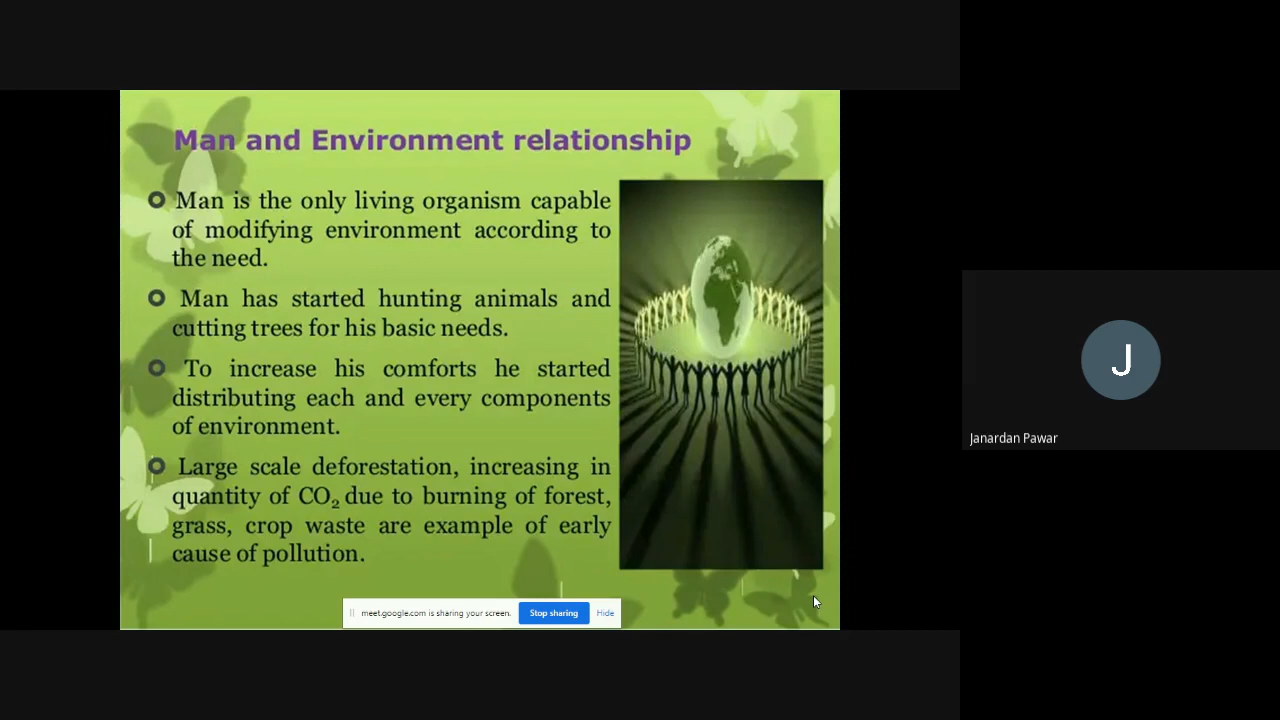 Man and Environment relationship
Man is the only living organism capable
of modifying environment according to
the need.
Man has started hunting animals and
cutting trees for his basic needs.
To increase his comforts he started
distributing each and every components
of environment.
Large scale deforestation, increasing in
quantity of CO₂ due to burning of forest,
grass, crop waste are example of early
cause of pollution.
meet.google.com is sharing your screen. Stop sharing Hide
J
Janardan Pawar